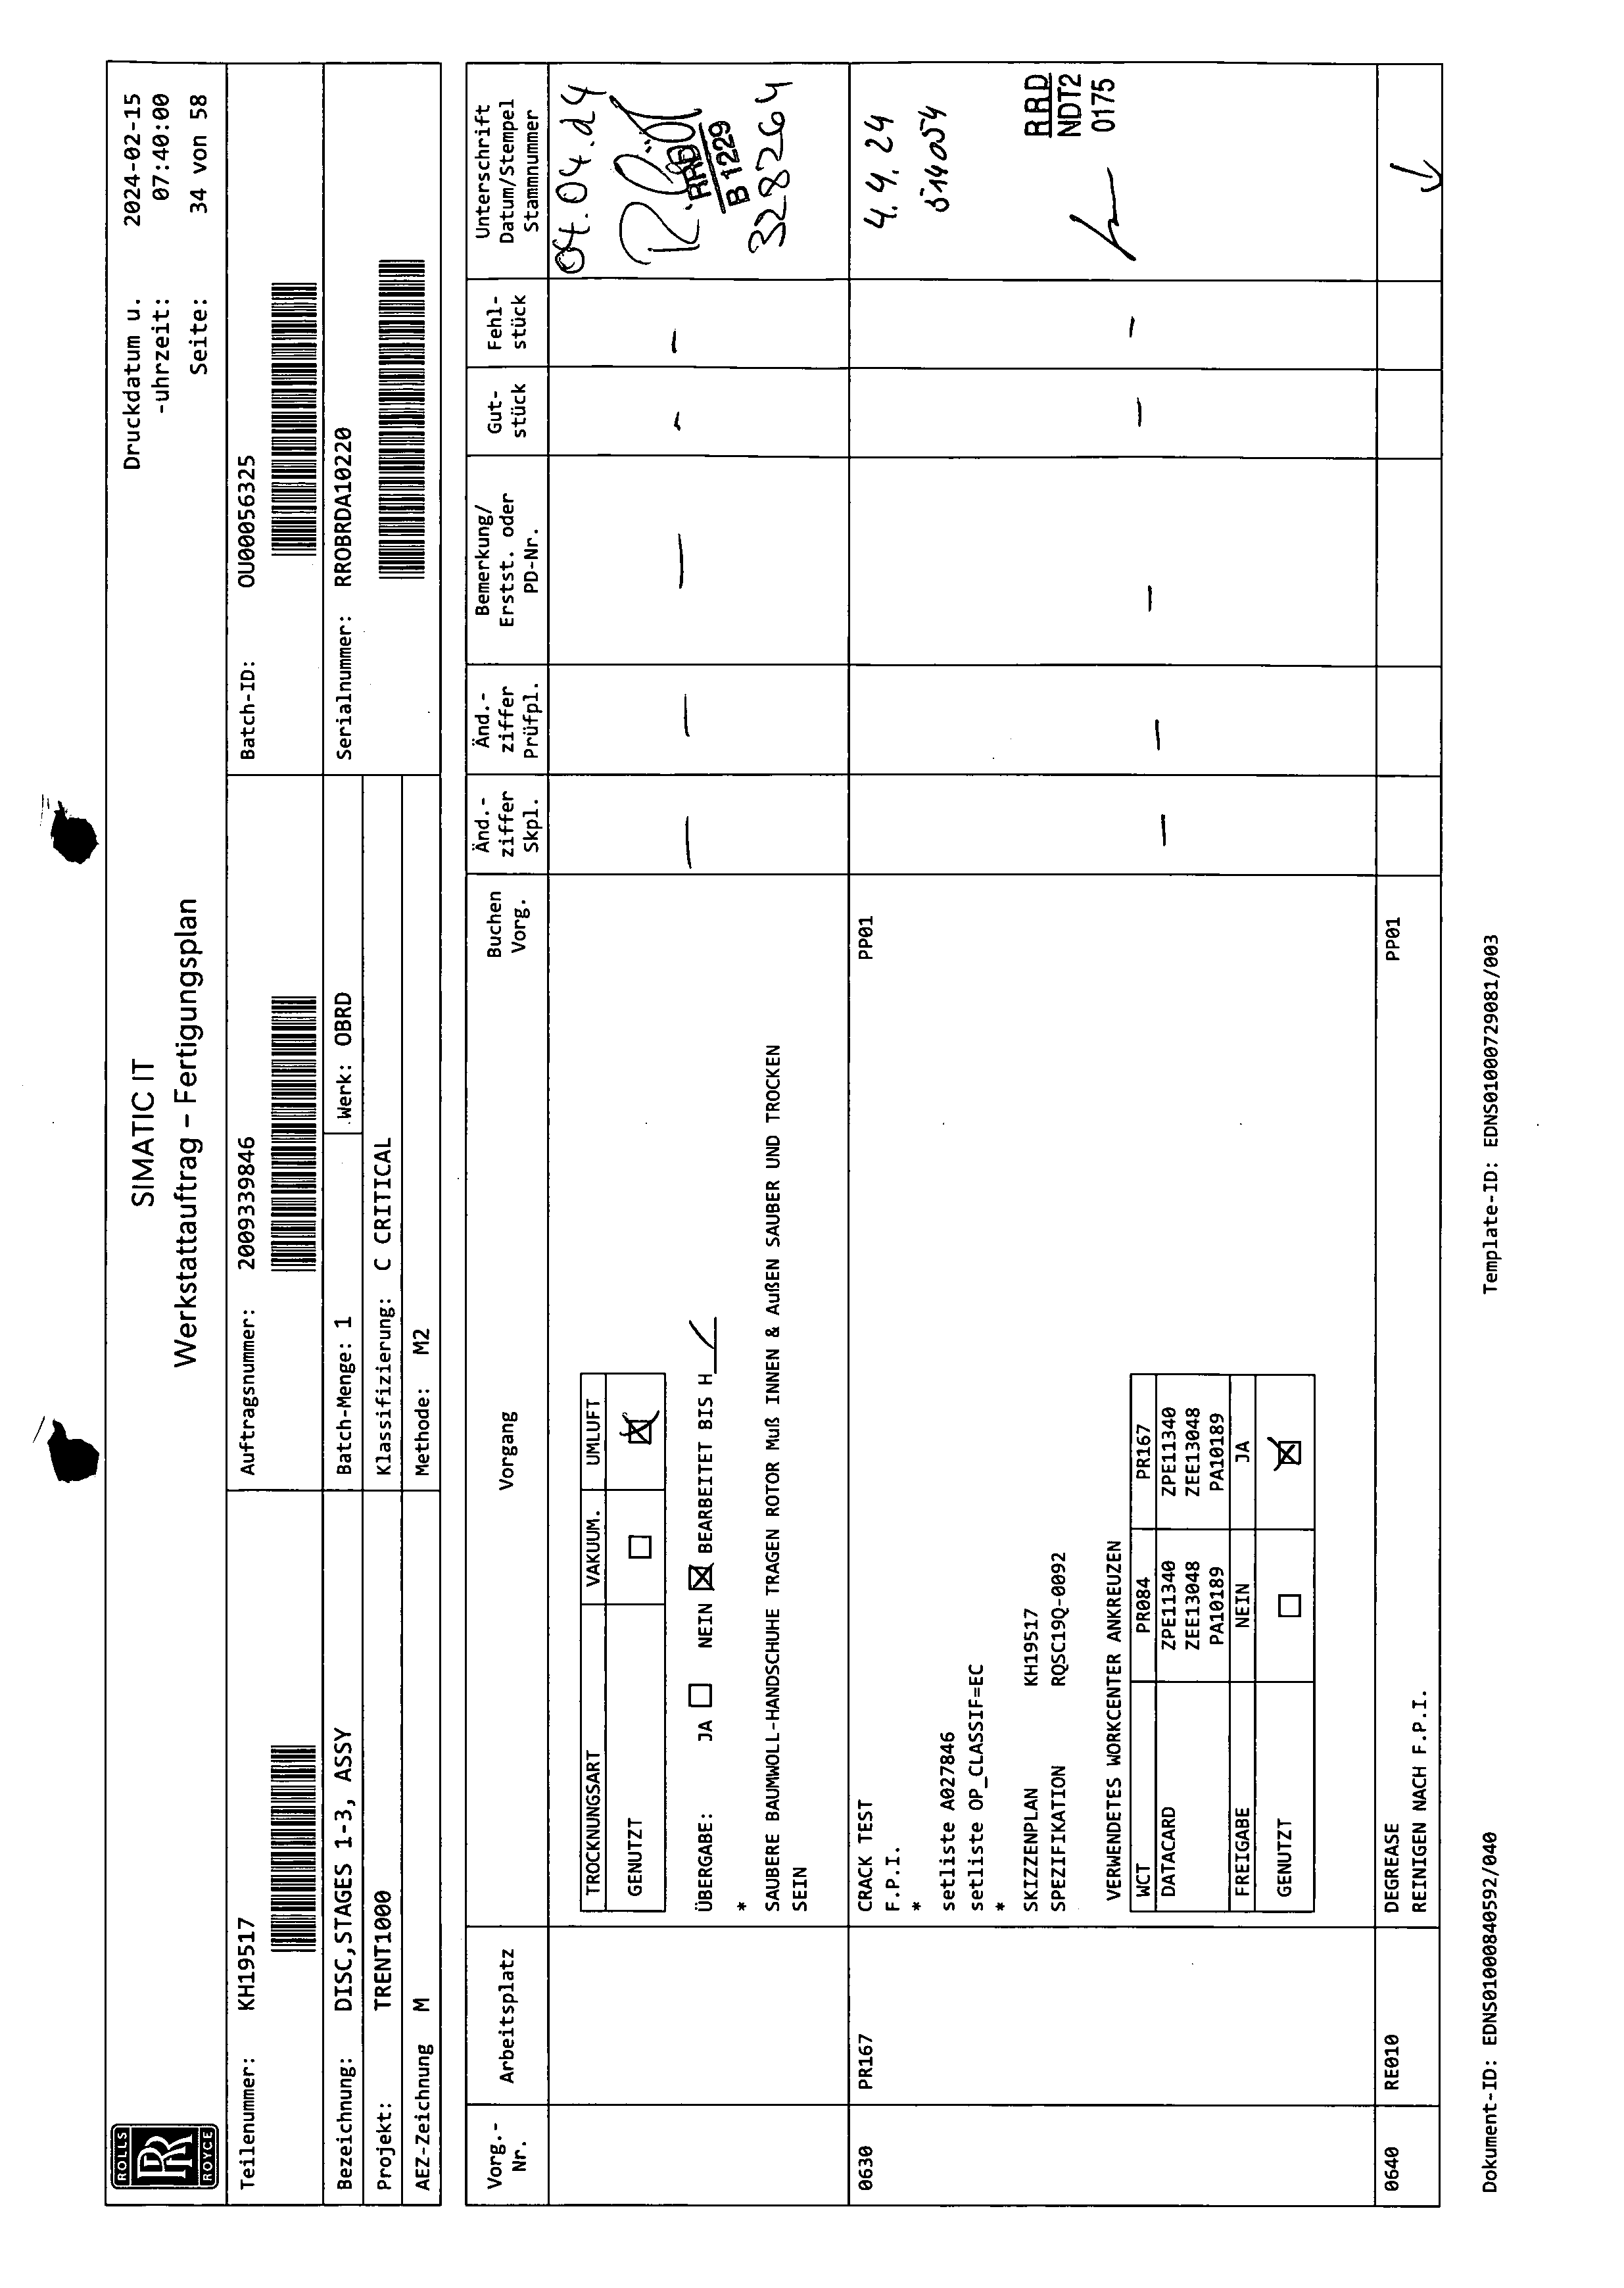 ROLLS
RR
ROYCE
SIMATIC IT
Werkstattauftrag – Fertigungsplan
Druckdatum u. 2024-02-15
-uhrzeit: 07:40:00
Seite: 34 von 58
Teilenummer: KH19517
Auftragsnummer: 2009339846
Batch-ID: OU00056325
Bezeichnung: DISC,STAGES 1-3, ASSY
Batch-Menge: 1
Werk: OBRD
Serialnummer: RROBRDA10220
Projekt: TRENT1000
Klassifizierung: C CRITICAL
AEZ-Zeichnung M
Methode: M2
Vorg.-
Nr.
Arbeitsplatz
Vorgang
Buchen
Vorg.
Änd.-
ziffer
Skpl.
Änd.-
ziffer
Prüfpl.
Bemerkung/
Erstst. oder
PD-Nr.
Gut-
stück
Fehl-
stück
Unterschrift
Datum/Stempel
Stammnummer
TROCKNUNGSART VAKUUM. UMLUFT
GENUTZT ☐ ☒
ÜBERGABE: JA ☐ NEIN ☒ BEARBEITET BIS H
*
SAUBERE BAUMWOLL-HANDSCHUHE TRAGEN ROTOR MUß INNEN & AUßEN SAUBER UND TROCKEN
SEIN
— — — - -
04.04.24
RRD
B 1229
328264
0630 PR167 CRACK TEST PP01
F.P.I.
*
setliste A027846
setliste OP_CLASSIF=EC
*
SKIZZENPLAN KH19517
SPEZIFIKATION RQSC19Q-0092
VERWENDETES WORKCENTER ANKREUZEN
WCT PR084 PR167
DATACARD ZPE11340 ZPE11340
ZEE13048 ZEE13048
PA10189 PA10189
FREIGABE NEIN JA
GENUTZT ☐ ☒
— — — — -
4.4.24
514054
RRD
NDT2
0175
0640 RE010 DEGREASE PP01
REINIGEN NACH F.P.I.
Dokument-ID: EDNS01000840592/040
Template-ID: EDNS01000729081/003